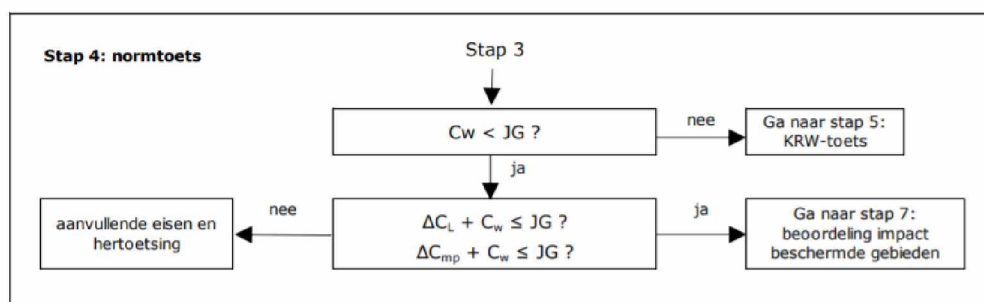 Stap 4: normtoets
Stap 3
Cw < JG ?
nee
Ga naar stap 5:
KRW-toets
ja
aanvullende eisen en
hertoetsing
nee
ΔC_L + C_w ≤ JG ?
ΔC_mp + C_w ≤ JG ?
ja
Ga naar stap 7:
beoordeling impact
beschermde gebieden